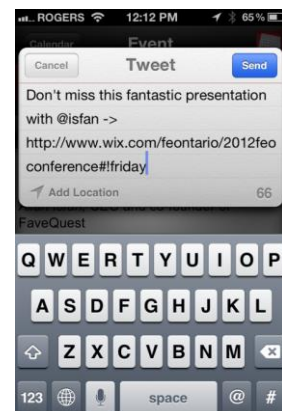 ROGERS 12:12 PM 65%
Calendar Event
Cancel Tweet Send
Don't miss this fantastic presentation
with @isfan ->
http://www.wix.com/feontario/2012feo
conference#!friday
Add Location 66
FaveQuest
Q W E R T Y U I O P
A S D F G H J K L
Z X C V B N M
123 space @ #